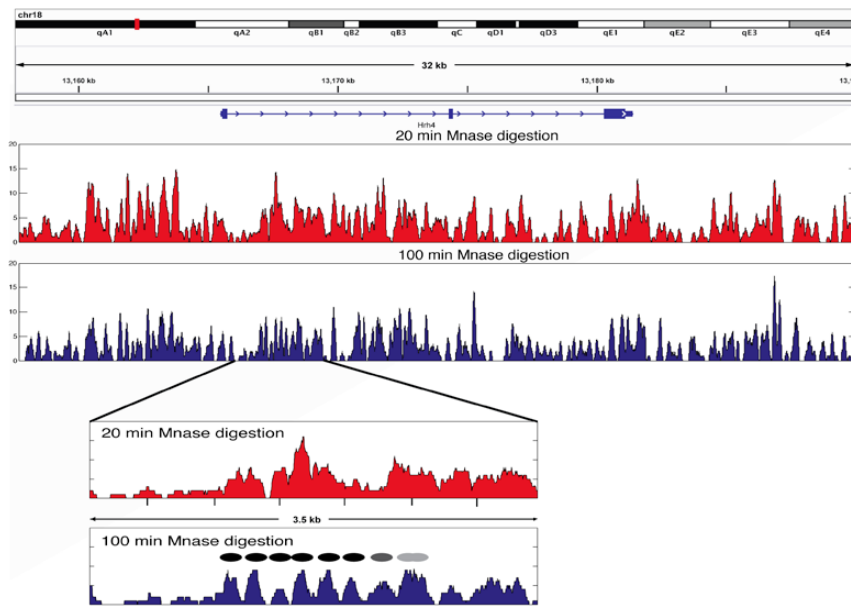 chr18
qA1 qA2 qB1 qB2 qB3 qC qD1 qD3 qE1 qE2 qE3 qE4
32 kb
13,160 kb 13,170 kb 13,180 kb
Hrh4
20 min Mnase digestion
20
15
10
5
0
100 min Mnase digestion
20
15
10
5
0
20 min Mnase digestion
3.5 kb
100 min Mnase digestion